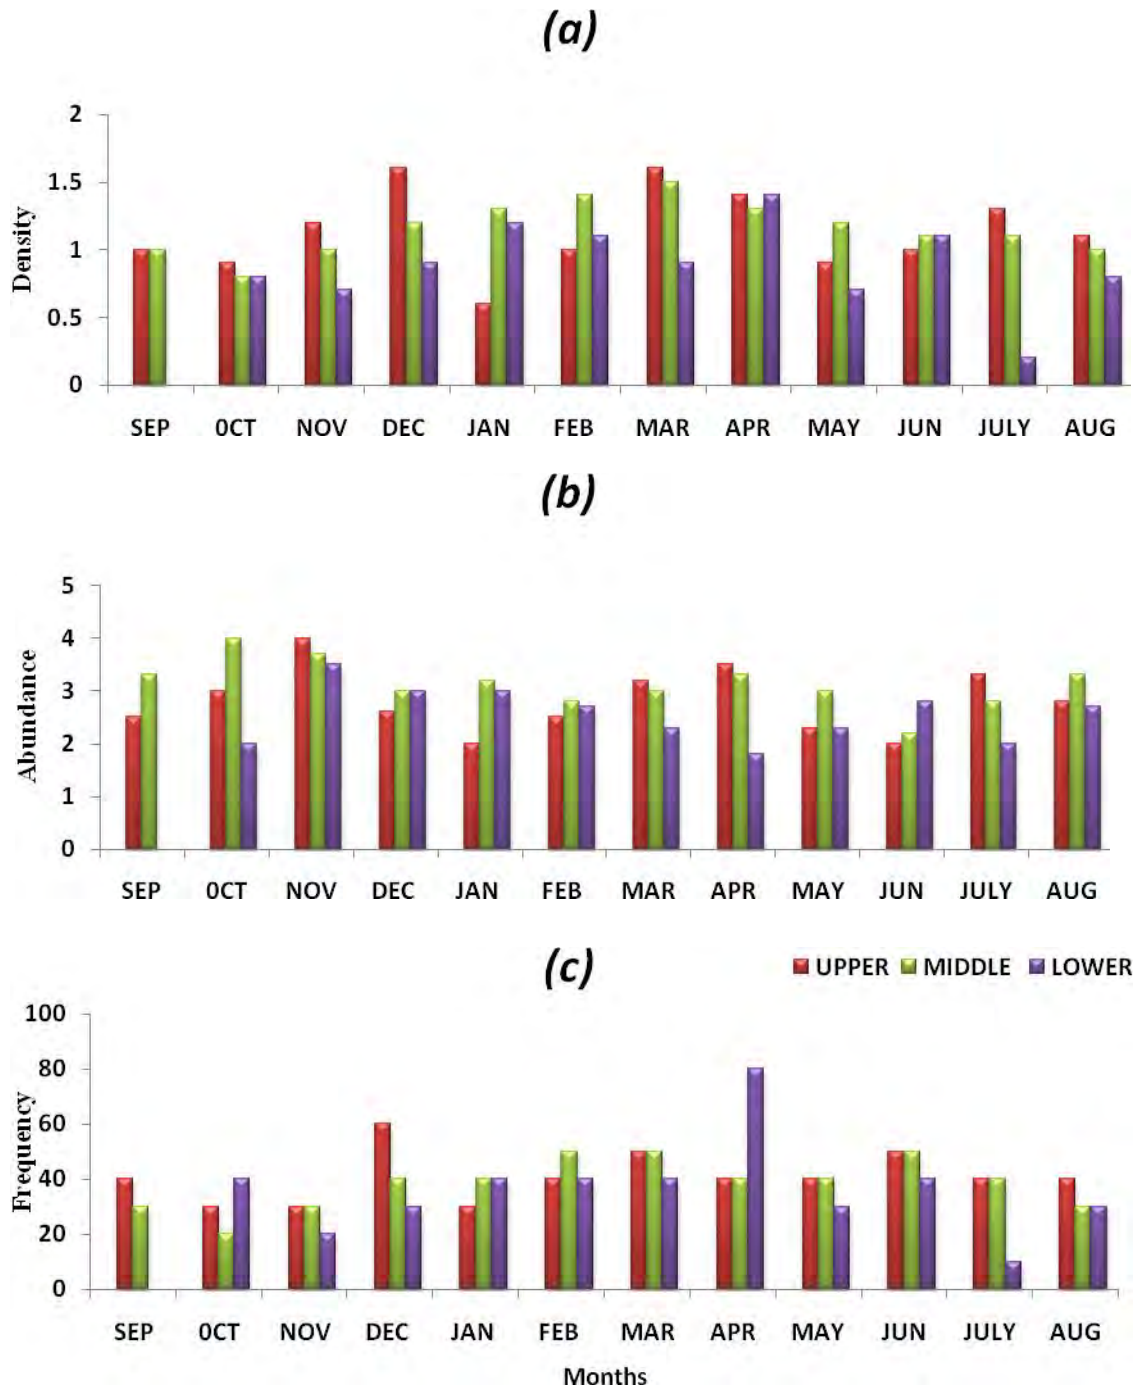 (a)
2
1.5
1
0.5
0
Density
SEP 0CT NOV DEC JAN FEB MAR APR MAY JUN JULY AUG
(b)
5
4
3
2
1
0
Abundance
SEP 0CT NOV DEC JAN FEB MAR APR MAY JUN JULY AUG
(c)
UPPER MIDDLE LOWER
100
80
60
40
20
0
Frequency
SEP 0CT NOV DEC JAN FEB MAR APR MAY JUN JULY AUG
Months